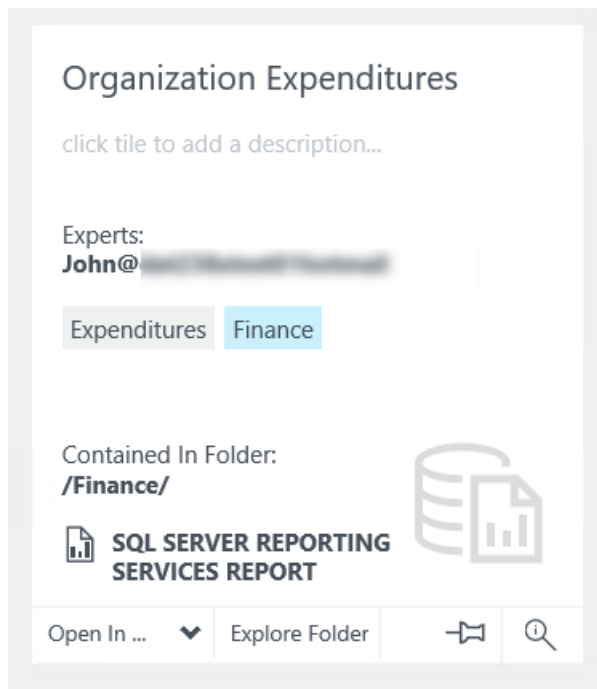 Organization Expenditures
click tile to add a description...
Experts:
John@
Expenditures Finance
Contained In Folder:
/Finance/
SQL SERVER REPORTING
SERVICES REPORT
Open In ... Explore Folder